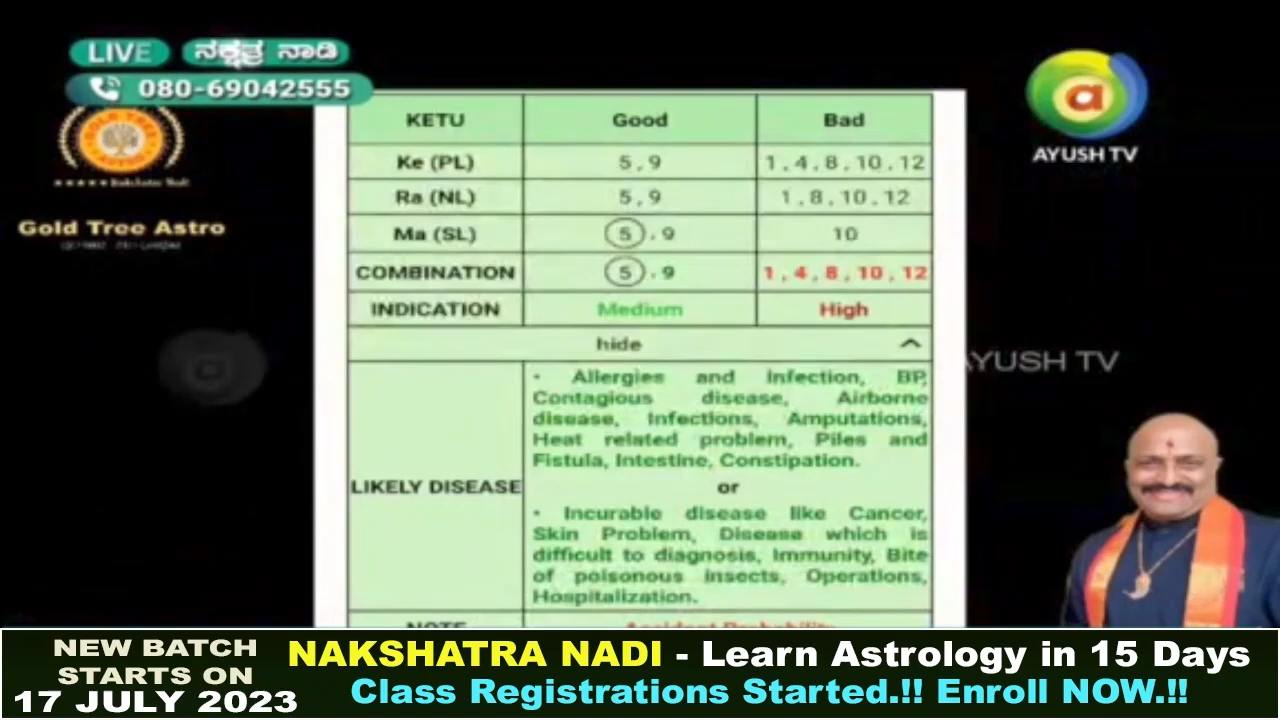 LIVE ನಕ್ಷತ್ರ ನಾಡಿ
080-69042555
GOLD TREE
Gold Tree Astro
AYUSH TV
KETU Good Bad
Ke (PL) 5 , 9 1 , 4 , 8 , 10 , 12
Ra (NL) 5 , 9 1 , 8 , 10 , 12
Ma (SL) 5 , 9 10
COMBINATION 5 , 9 1 , 4 , 8 , 10 , 12
INDICATION Medium High
hide
LIKELY DISEASE
• Allergies and Infection, BP,
Contagious disease, Airborne
disease, Infections, Amputations,
Heat related problem, Piles and
Fistula, Intestine, Constipation.
or
• Incurable disease like Cancer,
Skin Problem, Disease which is
difficult to diagnosis, Immunity, Bite
of poisonous insects, Operations,
Hospitalization.
NOTE Accident Probability
AYUSH TV
NEW BATCH
STARTS ON
17 JULY 2023
NAKSHATRA NADI - Learn Astrology in 15 Days
Class Registrations Started.!! Enroll NOW.!!